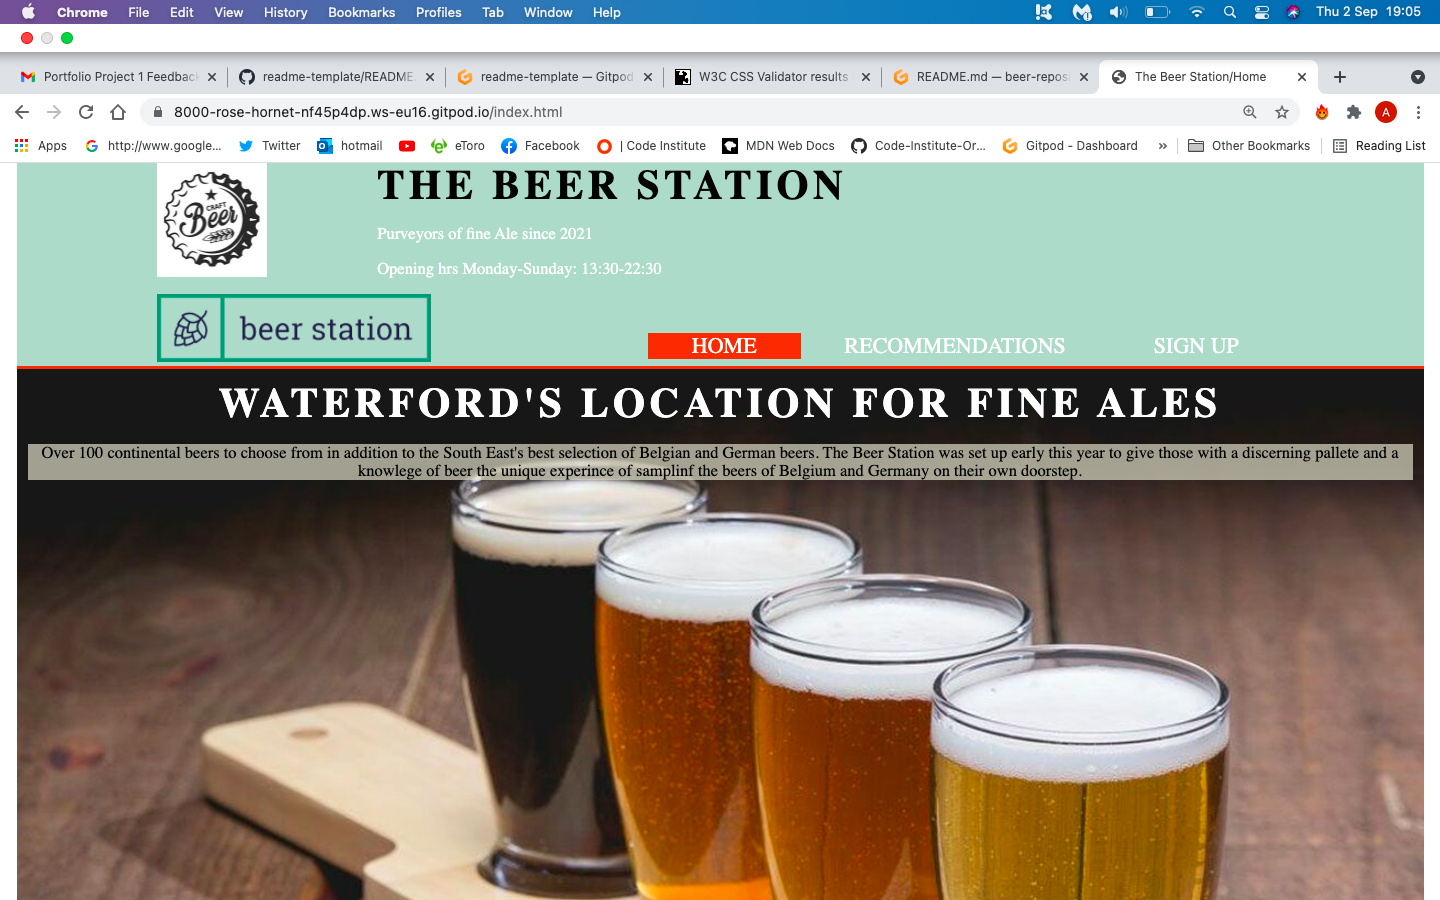 Chrome File Edit View History Bookmarks Profiles Tab Window Help Thu 2 Sep 19:05
Portfolio Project 1 Feedback readme-template/README. readme-template — Gitpod W3C CSS Validator results README.md — beer-reposi The Beer Station/Home
8000-rose-hornet-nf45p4dp.ws-eu16.gitpod.io/index.html A
Apps http://www.google... Twitter hotmail eToro Facebook | Code Institute MDN Web Docs Code-Institute-Or... Gitpod - Dashboard » Other Bookmarks Reading List
CRAFT
Beer
THE BEER STATION
Purveyors of fine Ale since 2021
Opening hrs Monday-Sunday: 13:30-22:30
beer station
HOME RECOMMENDATIONS SIGN UP
WATERFORD'S LOCATION FOR FINE ALES
Over 100 continental beers to choose from in addition to the South East's best selection of Belgian and German beers. The Beer Station was set up early this year to give those with a discerning pallete and a
knowlege of beer the unique experince of samplinf the beers of Belgium and Germany on their own doorstep.